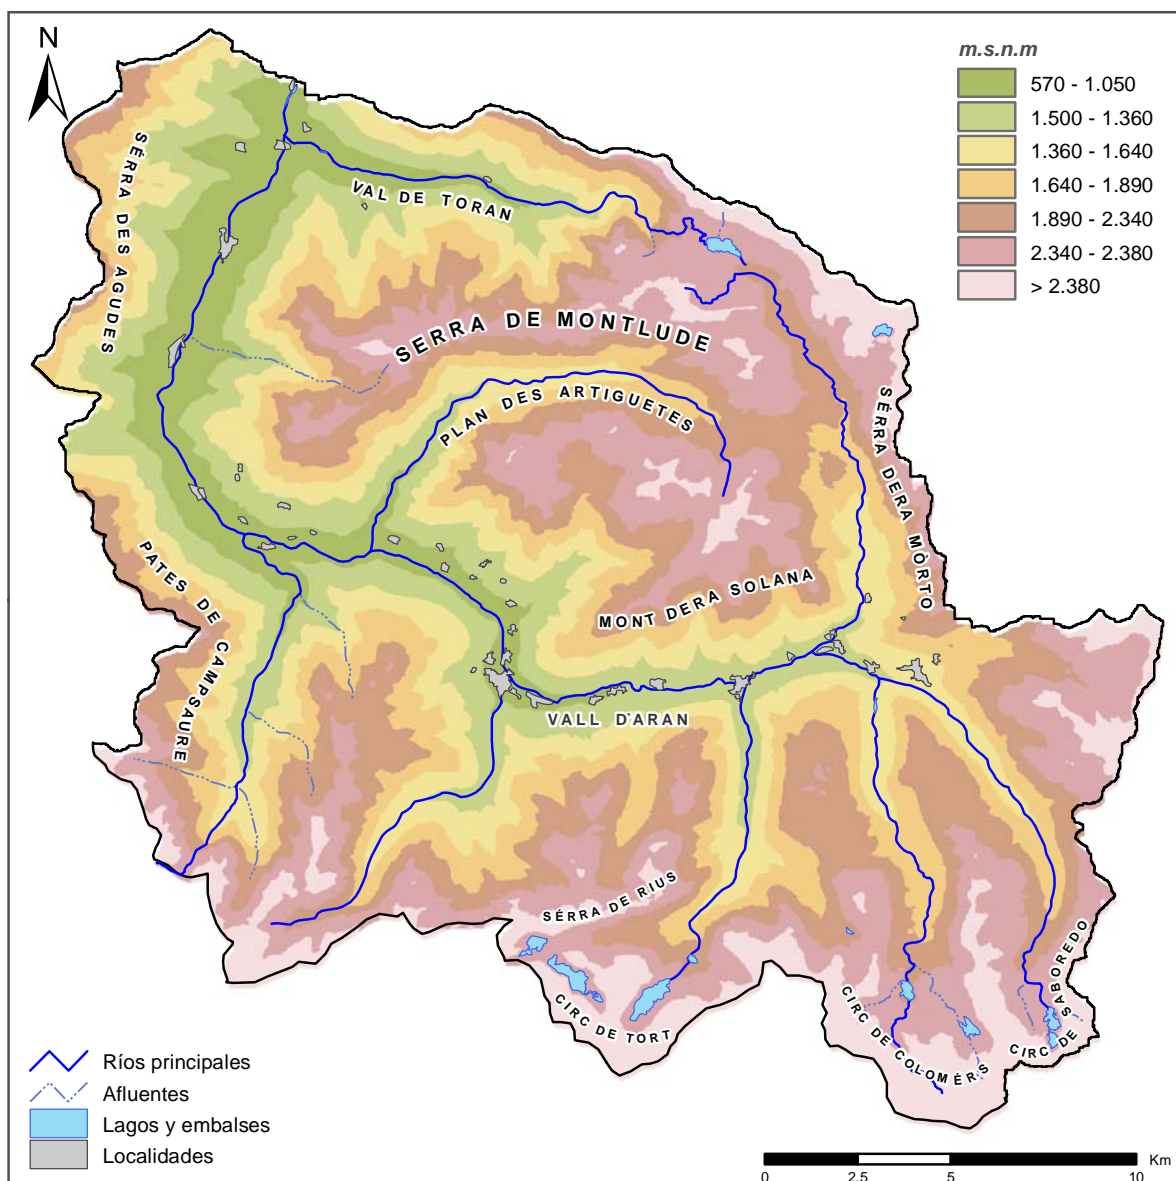 N
m.s.n.m
570 - 1.050
1.500 - 1.360
1.360 - 1.640
1.640 - 1.890
1.890 - 2.340
2.340 - 2.380
> 2.380
SÉRRA DES AGUDES
VAL DE TORAN
SERRA DE MONTLUDE
PLAN DES ARTIGUETES
SÉRRA DERA MÒRTO
PATES DE CAMPSAURE
MONT DERA SOLANA
VALL D`ARAN
SÉRRA DE RIUS
CIRC DE TORT
CIRC DE COLOMÉRS
CIRC DE SABOREDO
Ríos principales
Afluentes
Lagos y embalses
Localidades
Km
0 2.5 5 10